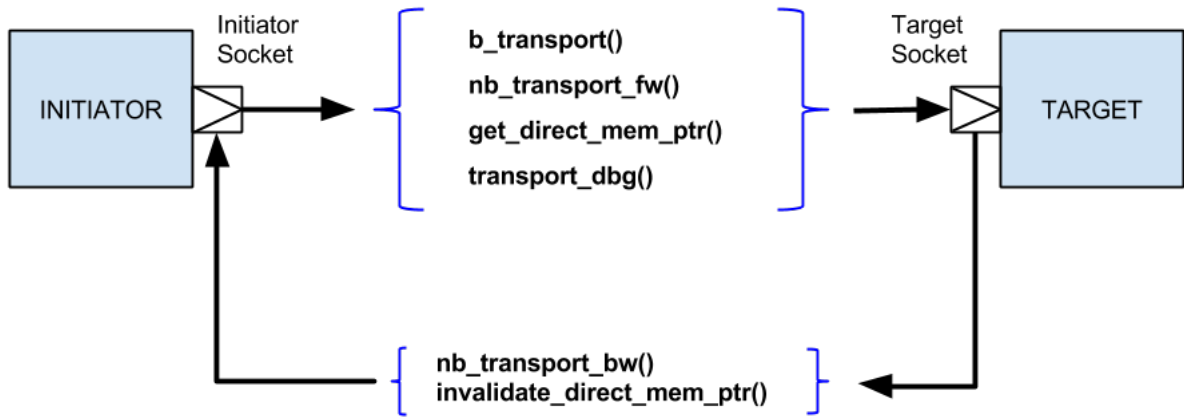 Initiator
Socket
Target
Socket
INITIATOR
b_transport()
nb_transport_fw()
get_direct_mem_ptr()
transport_dbg()
TARGET
nb_transport_bw()
invalidate_direct_mem_ptr()